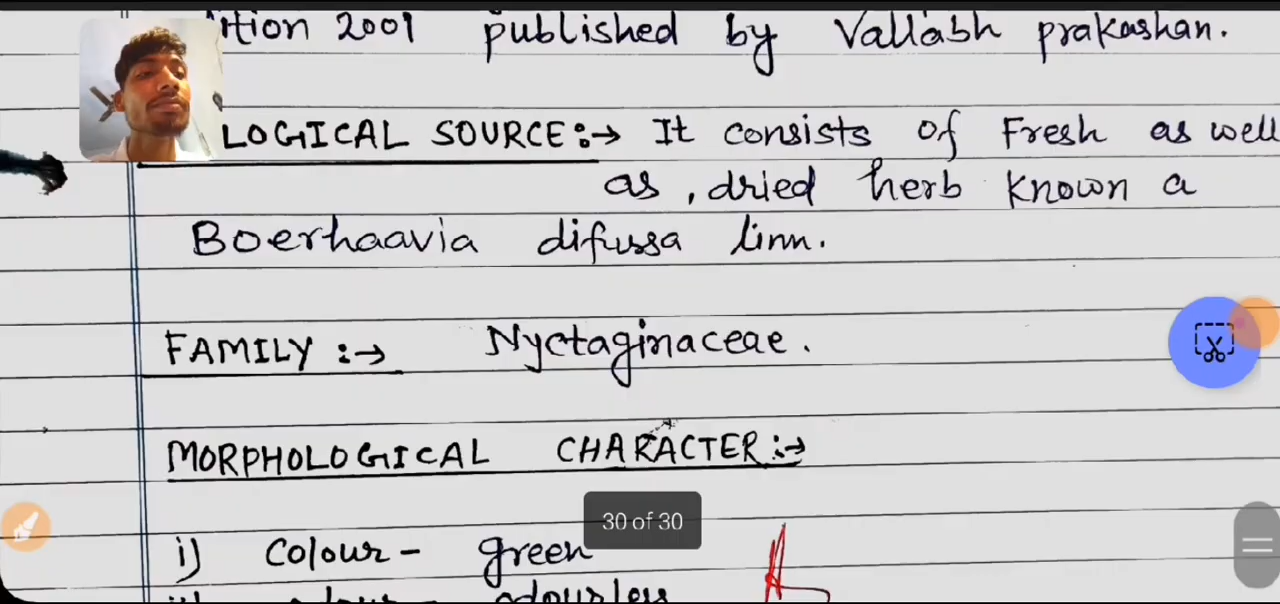 ition 2001 published by Vallabh prakashan.
LOGICAL SOURCE:→ It consists of Fresh as well
as, dried herb known a
Boerhaavia difussa linn.
FAMILY :→ Nyctaginaceae.
MORPHOLOGICAL CHARACTER:→
30 of 30
i) Colour - green
odourless